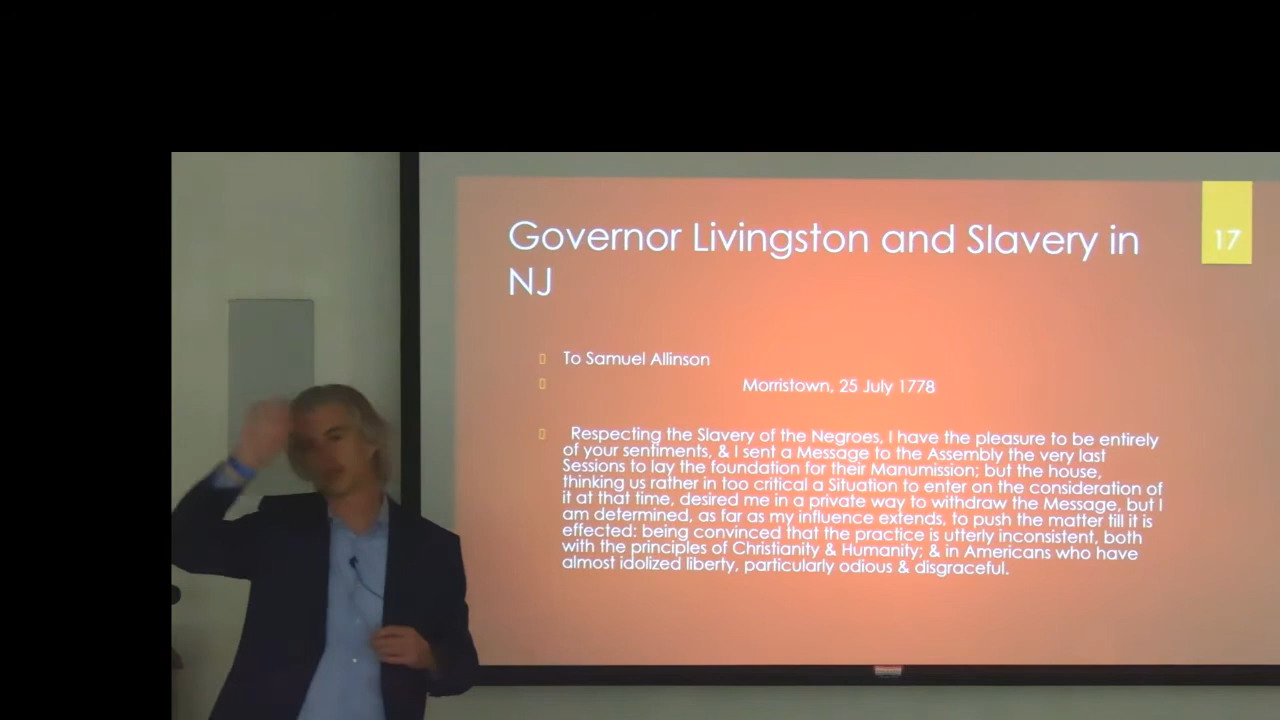 Governor Livingston and Slavery in
NJ
17
To Samuel Allinson
Morristown, 25 July 1778
Respecting the Slavery of the Negroes, I have the pleasure to be entirely
of your sentiments, & I sent a Message to the Assembly the very last
Sessions to lay the foundation for their Manumission; but the house,
thinking us rather in too critical a Situation to enter on the consideration of
it at that time, desired me in a private way to withdraw the Message, but I
am determined, as far as my influence extends, to push the matter till it is
effected: being convinced that the practice is utterly inconsistent, both
with the principles of Christianity & Humanity; & in Americans who have
almost idolized liberty, particularly odious & disgraceful.